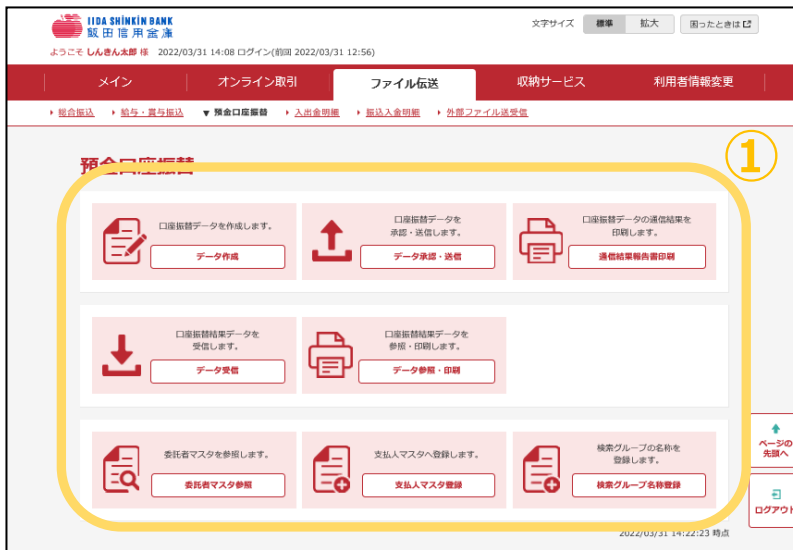 IIDA SHINKIN BANK
飯田信用金庫
文字サイズ 標準 拡大 困ったときは
ようこそ しんきん太郎 様 2022/03/31 14:08 ログイン(前回 2022/03/31 12:56)
メイン オンライン取引 ファイル伝送 収納サービス 利用者情報変更
総合振込 給与・賞与振込 ▼ 預金口座振替 入出金明細 振込入金明細 外部ファイル送受信
①
預金口座振替
口座振替データを作成します。
データ作成
口座振替データを
承認・送信します。
データ承認・送信
口座振替データの通信結果を
印刷します。
通信結果報告書印刷
口座振替結果データを
受信します。
データ受信
口座振替結果データを
参照・印刷します。
データ参照・印刷
委託者マスタを参照します。
委託者マスタ参照
支払人マスタへ登録します。
支払人マスタ登録
検索グループの名称を
登録します。
検索グループ名称登録
ページの
先頭へ
ログアウト
2022/03/31 14:22:23 時点